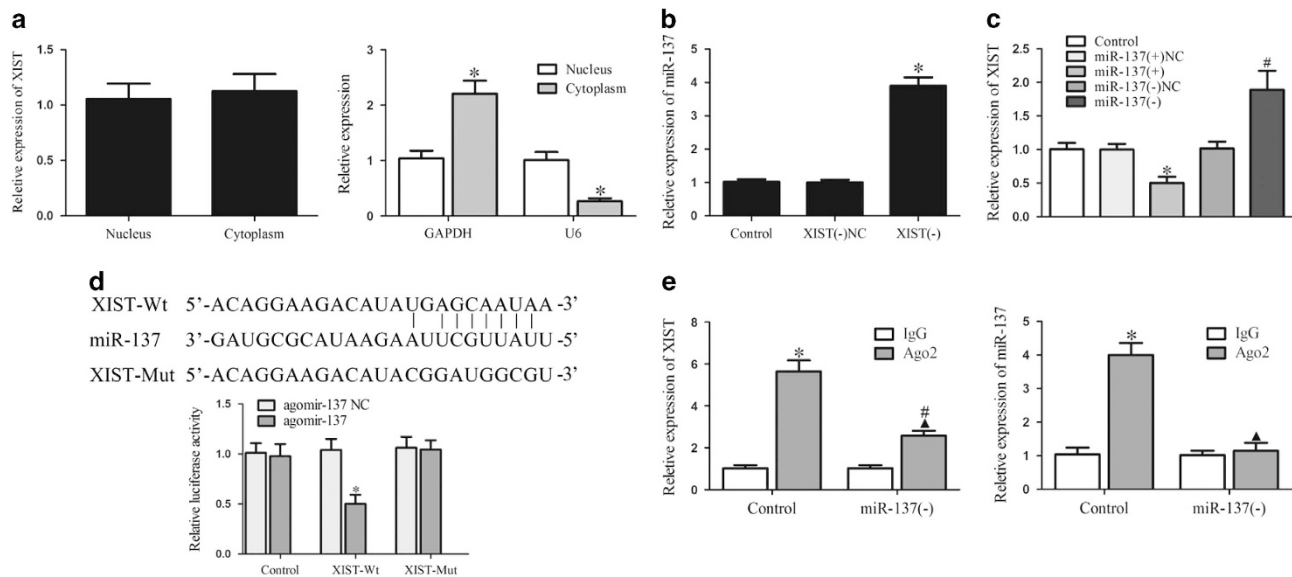 a
Reletive expression of XIST
1.5
1.0
0.5
0.0
Nucleus
Cytoplasm
Reletive expression
3
2
1
0
Nucleus
Cytoplasm
*
*
GAPDH
U6
b
Reletive expression of miR-137
5
4
3
2
1
0
*
Control
XIST(-)NC
XIST(-)
c
Reletive expression of XIST
2.5
2.0
1.5
1.0
0.5
0.0
Control
miR-137(+)NC
miR-137(+)
miR-137(-)NC
miR-137(-)
*
#
d
XIST-Wt 5'-ACAGGAAGACAUAUGAGCAAUAA-3'
miR-137 3'-GAUGCGCAUAAGAAUUCGUUAUU-5'
XIST-Mut 5'-ACAGGAAGACAUACGGAUGGCGU-3'
Relative luciferase activity
1.5
1.0
0.5
0.0
agomir-137 NC
agomir-137
*
Control
XIST-Wt
XIST-Mut
e
Reletive expression of XIST
8
6
4
2
0
IgG
Ago2
*
#
▲
Control
miR-137(-)
Reletive expression of miR-137
5
4
3
2
1
0
IgG
Ago2
*
▲
Control
miR-137(-)